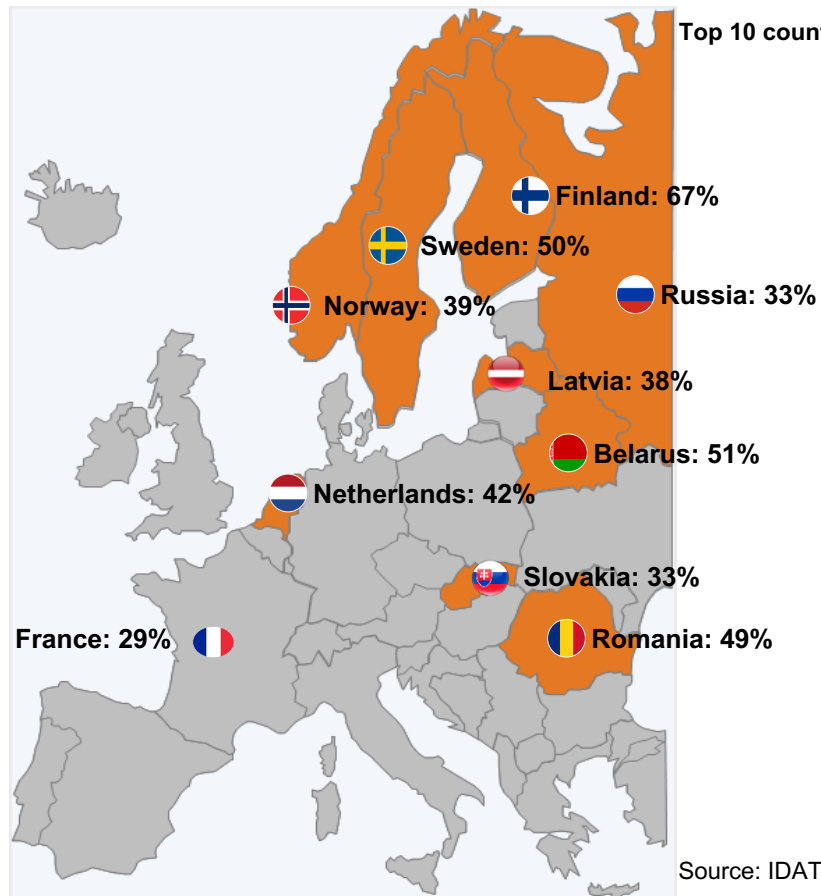 Top 10 coun
Finland: 67%
Sweden: 50%
Russia: 33%
Norway: 39%
Latvia: 38%
Belarus: 51%
Netherlands: 42%
Slovakia: 33%
France: 29%
Romania: 49%
Source: IDAT